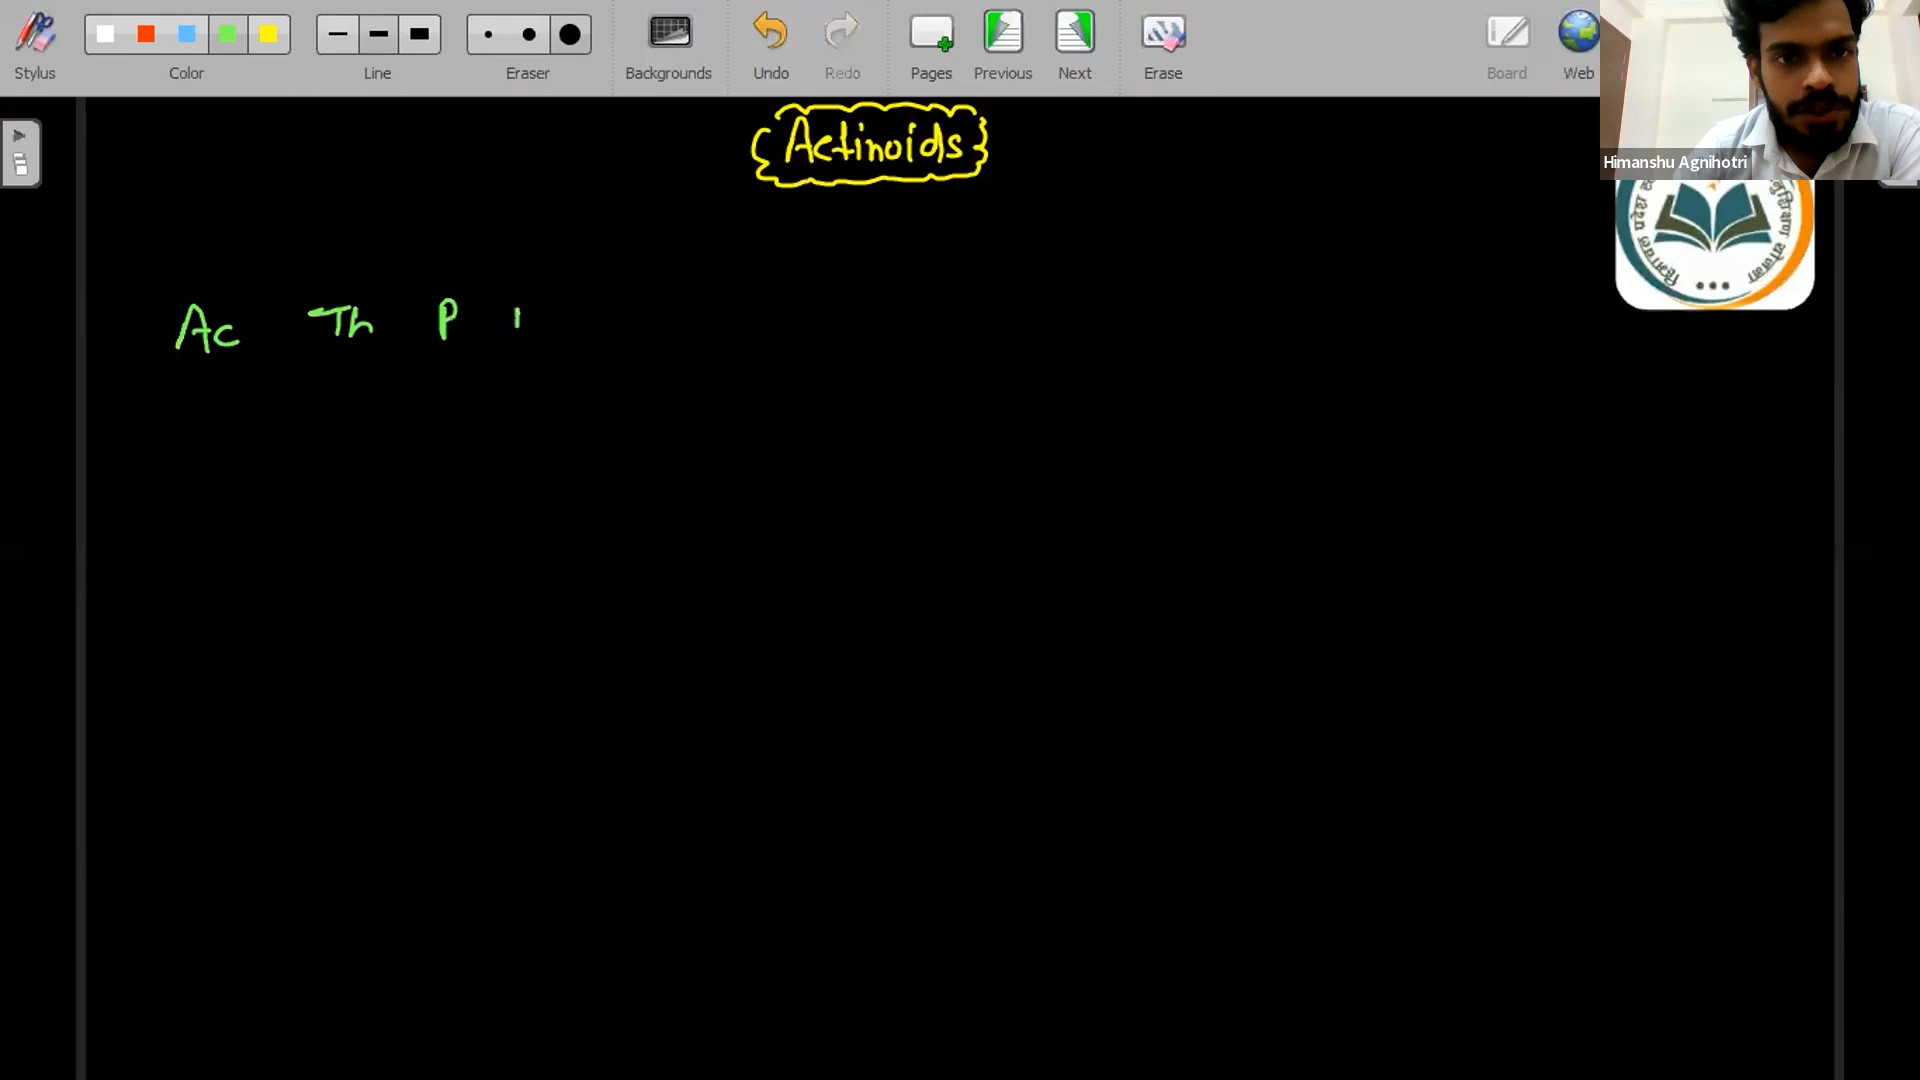 Stylus Color Line Eraser Backgrounds Undo Redo Pages Previous Next Erase Board Web
Himanshu Agnihotri
{Actinoids}
Ac Th P I